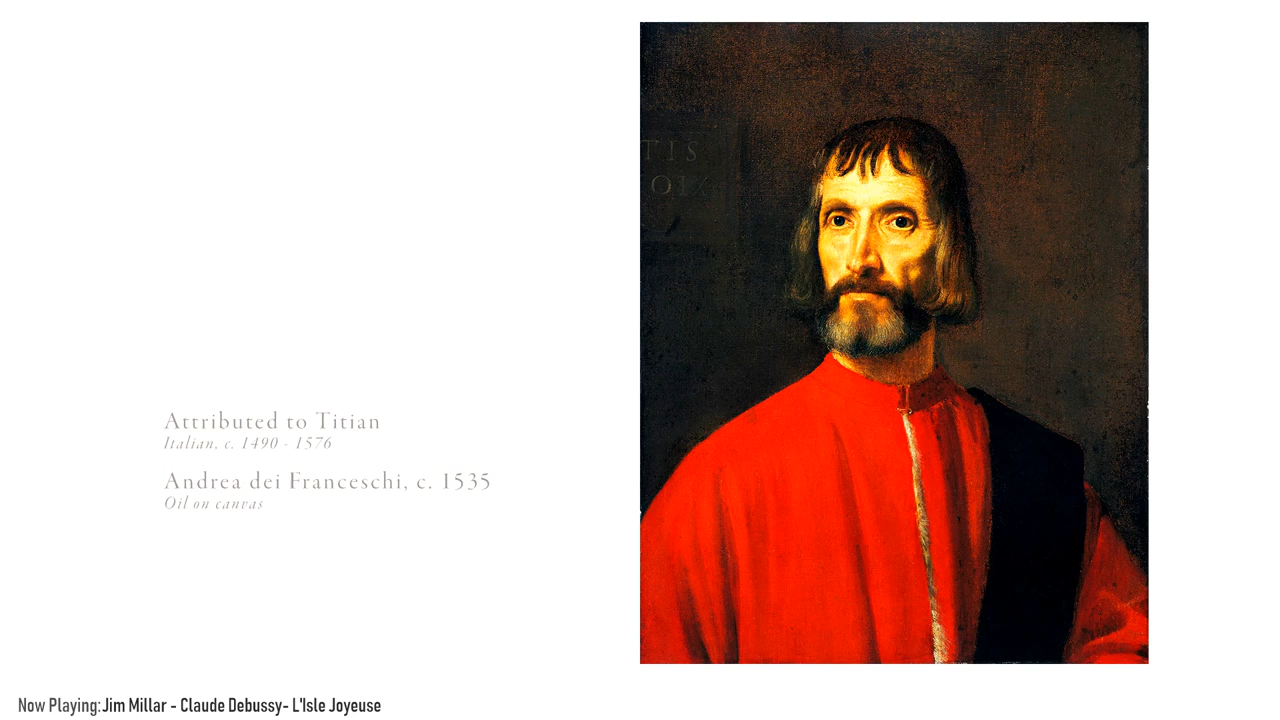 TIS
Attributed to Titian
Italian, c. 1490 - 1576
Andrea dei Franceschi, c. 1535
Oil on canvas
Now Playing: Jim Millar - Claude Debussy- L'Isle Joyeuse